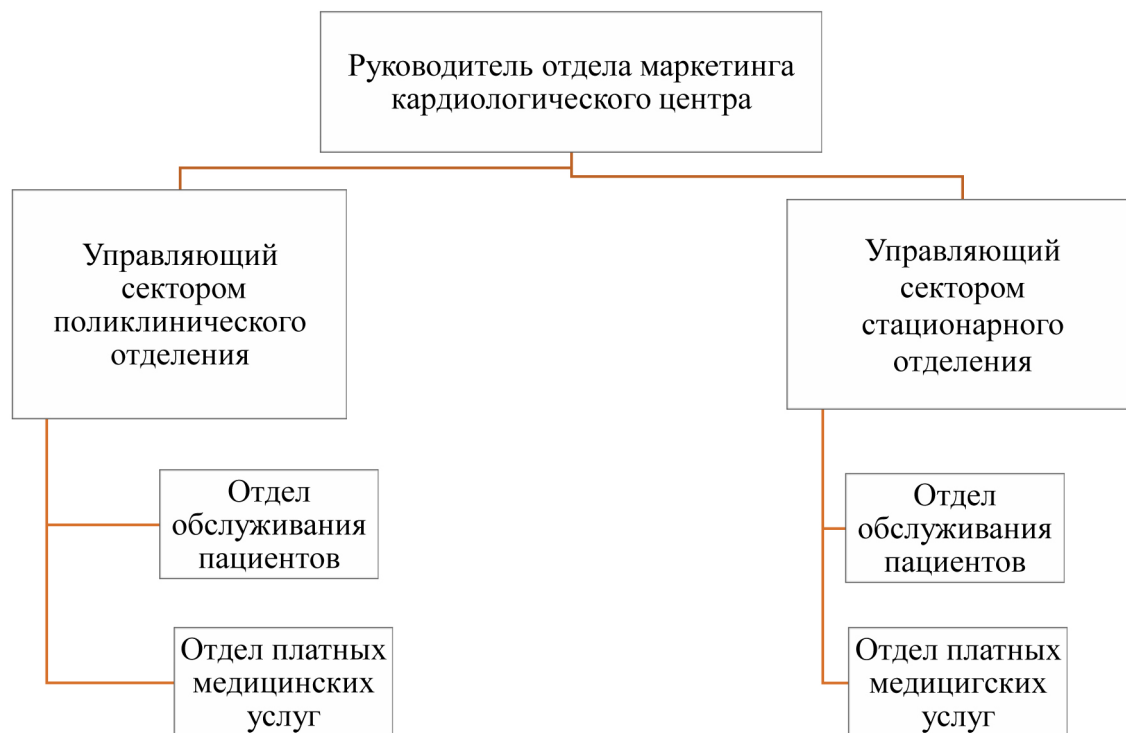 Руководитель отдела маркетинга
кардиологического центра
Управляющий
сектором
поликлинического
отделения
Управляющий
сектором
стационарного
отделения
Отдел
обслуживания
пациентов
Отдел
обслуживания
пациентов
Отдел платных
медицинских
услуг
Отдел платных
медицигских
услуг